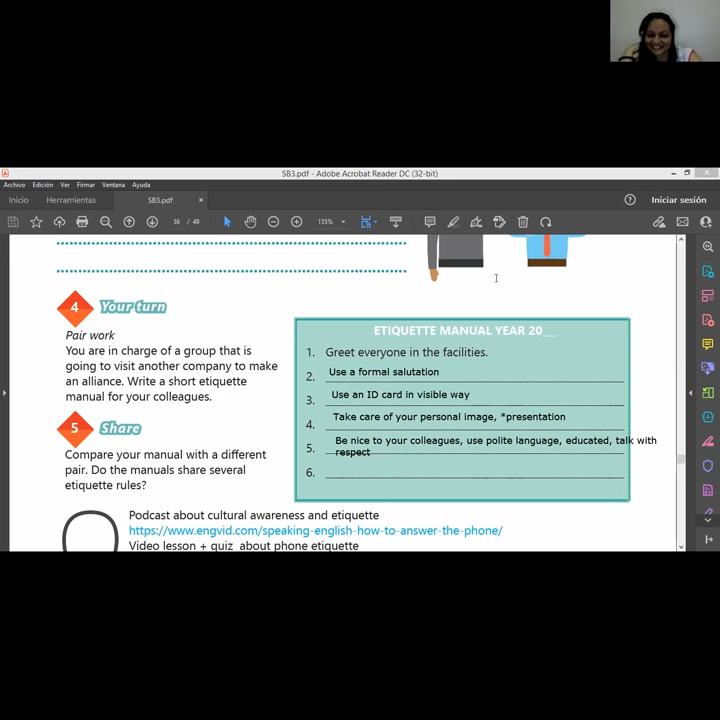 SB3.pdf - Adobe Acrobat Reader DC (32-bit)
Archivo Edición Ver Firmar Ventana Ayuda
Inicio Herramientas SB3.pdf × Iniciar sesión
36 / 49 135%
4 Your turn
Pair work
You are in charge of a group that is
going to visit another company to make
an alliance. Write a short etiquette
manual for your colleagues.
5 Share
Compare your manual with a different
pair. Do the manuals share several
etiquette rules?
ETIQUETTE MANUAL YEAR 20__
1. Greet everyone in the facilities.
2. Use a formal salutation
3. Use an ID card in visible way
4. Take care of your personal image, *presentation
5. Be nice to your colleagues, use polite language, educated, talk with
respect
6.
Podcast about cultural awareness and etiquette
https://www.engvid.com/speaking-english-how-to-answer-the-phone/
Video lesson + quiz about phone etiquette